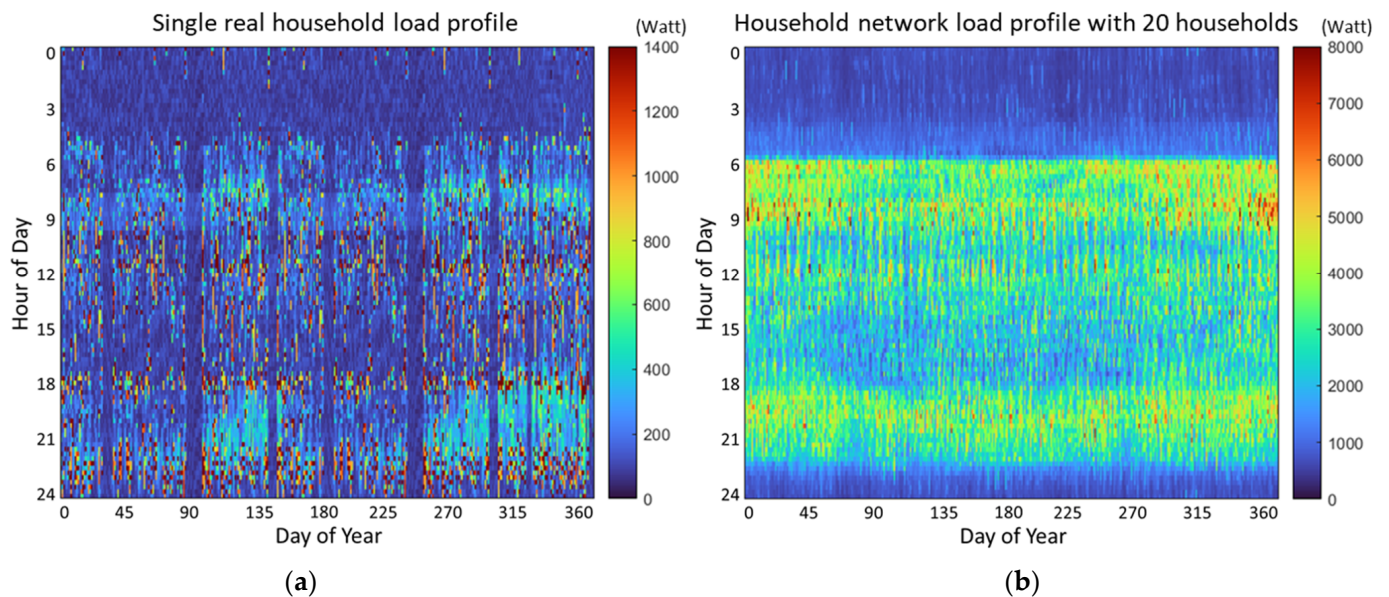 Single real household load profile
(Watt)
1400
1200
1000
800
600
400
200
0
0
3
6
9
12
15
18
21
24
Hour of Day
0 45 90 135 180 225 270 315 360
Day of Year
(a)
Household network load profile with 20 households
(Watt)
8000
7000
6000
5000
4000
3000
2000
1000
0
0
3
6
9
12
15
18
21
24
Hour of Day
0 45 90 135 180 225 270 315 360
Day of Year
(b)